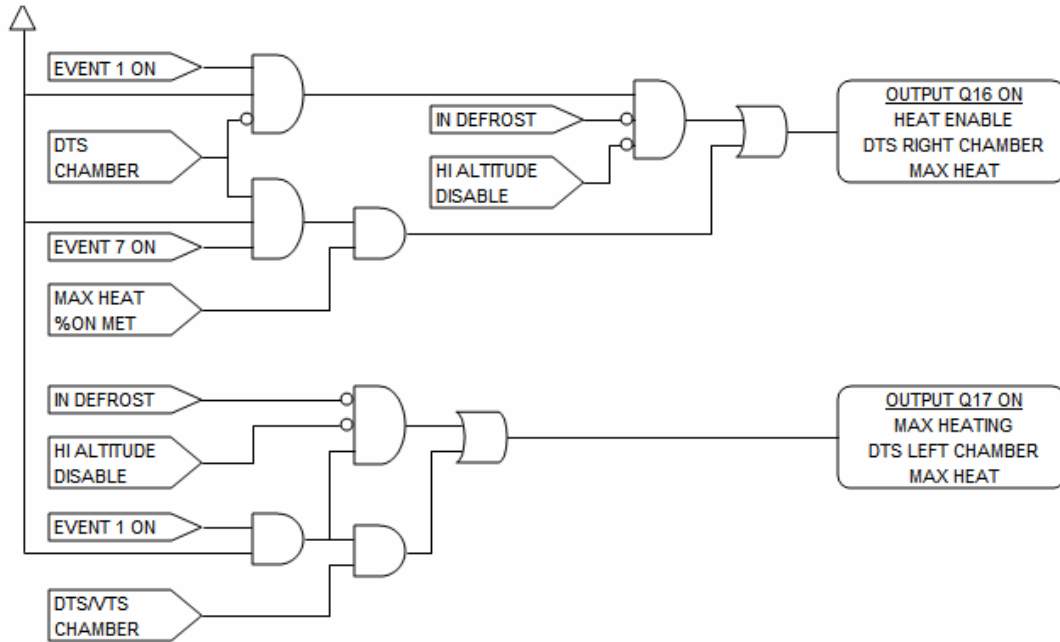 EVENT 1 ON
DTS
CHAMBER
EVENT 7 ON
MAX HEAT
%ON MET
IN DEFROST
HI ALTITUDE
DISABLE
OUTPUT Q16 ON
HEAT ENABLE
DTS RIGHT CHAMBER
MAX HEAT
IN DEFROST
HI ALTITUDE
DISABLE
EVENT 1 ON
DTS/VTS
CHAMBER
OUTPUT Q17 ON
MAX HEATING
DTS LEFT CHAMBER
MAX HEAT